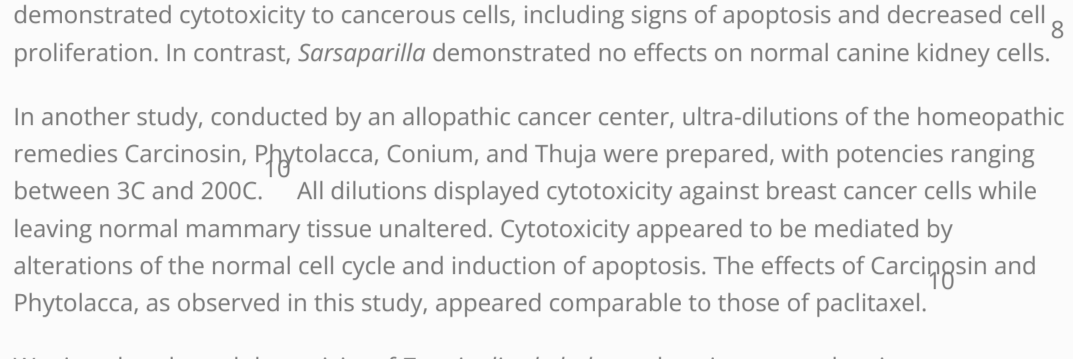 demonstrated cytotoxicity to cancerous cells, including signs of apoptosis and decreased cell
proliferation. In contrast, Sarsaparilla demonstrated no effects on normal canine kidney cells.8
In another study, conducted by an allopathic cancer center, ultra-dilutions of the homeopathic
remedies Carcinosin, Phytolacca, Conium, and Thuja were prepared, with potencies ranging
between 3C and 200C.10 All dilutions displayed cytotoxicity against breast cancer cells while
leaving normal mammary tissue unaltered. Cytotoxicity appeared to be mediated by
alterations of the normal cell cycle and induction of apoptosis. The effects of Carcinosin and
Phytolacca, as observed in this study, appeared comparable to those of paclitaxel.10